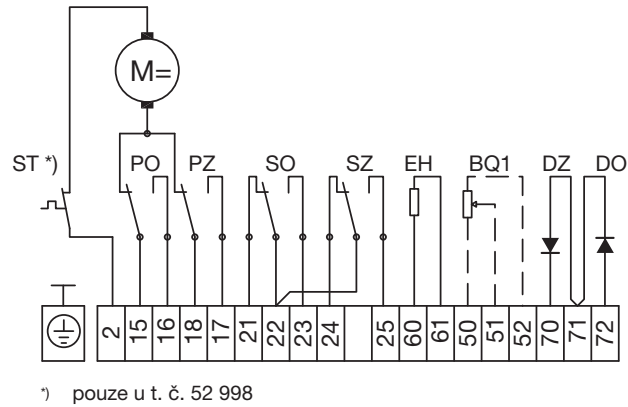 M=
ST *) PO PZ SO SZ EH BQ1 DZ DO
2 15 16 18 17 21 22 23 24 25 60 61 50 51 52 70 71 72
*) pouze u t. č. 52 998